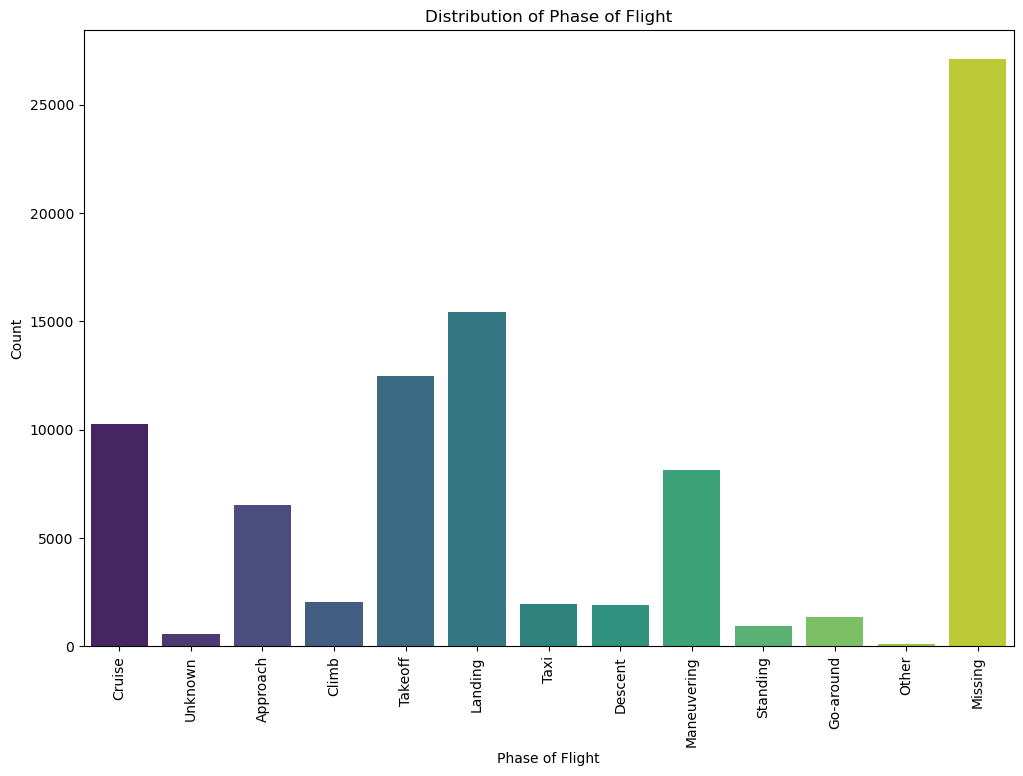 Distribution of Phase of Flight
Count
25000
20000
15000
10000
5000
0
Cruise
Unknown
Approach
Climb
Takeoff
Landing
Taxi
Descent
Maneuvering
Standing
Go-around
Other
Missing
Phase of Flight